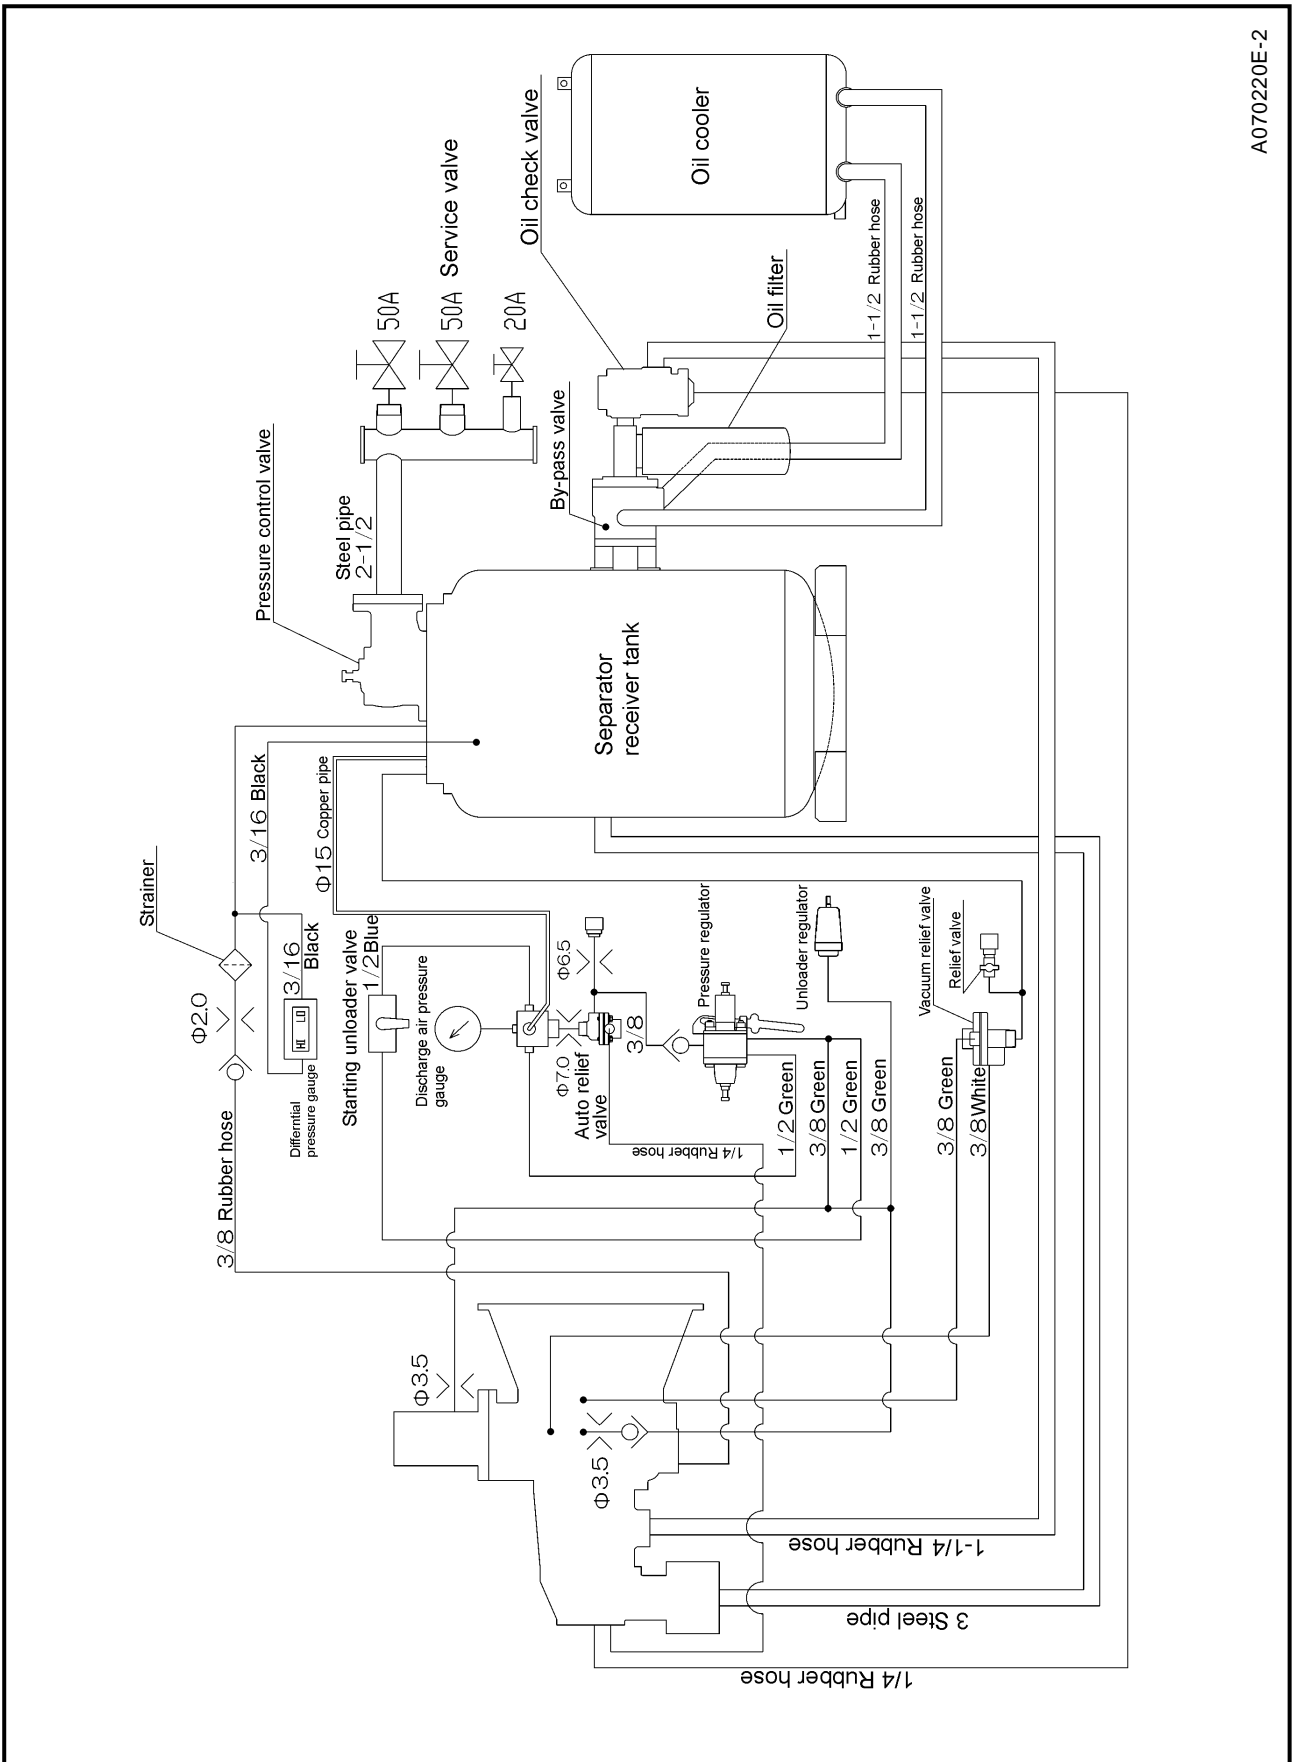 A070220E-2
Oil cooler
Oil check valve
Service valve
50A
50A
20A
1-1/2 Rubber hose
1-1/2 Rubber hose
Oil filter
By-pass valve
Pressure control valve
Steel pipe
2-1/2
Separator
receiver tank
3/16 Black
Φ15 Copper pipe
Strainer
Φ2.0
3/16
Black
HI
LO
Differntial
pressure gauge
Starting unloader valve
1/2 Blue
Discharge air pressure
gauge
Φ6.5
Φ7.0
Auto relief
valve
3/8
Pressure regulator
Unloader regulator
Vacuum relief valve
Relief valve
1/4 Rubber hose
1/2 Green
3/8 Green
1/2 Green
3/8 Green
3/8 Green
3/8 White
3/8 Rubber hose
Φ3.5
Φ3.5
1-1/4 Rubber hose
3 Steel pipe
1/4 Rubber hose